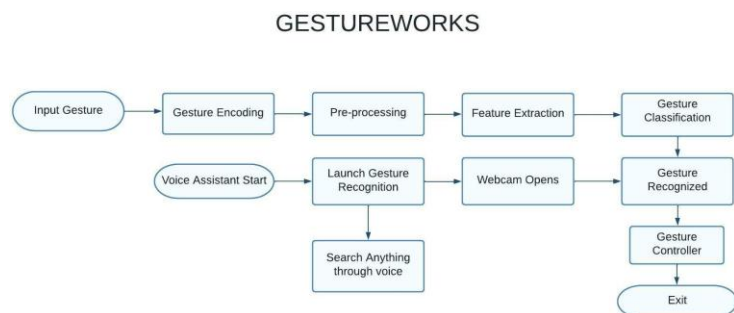 GESTUREWORKS
Input Gesture
Gesture Encoding
Pre-processing
Feature Extraction
Gesture
Classification
Voice Assistant Start
Launch Gesture
Recognition
Webcam Opens
Gesture
Recognized
Search Anything
through voice
Gesture
Controller
Exit